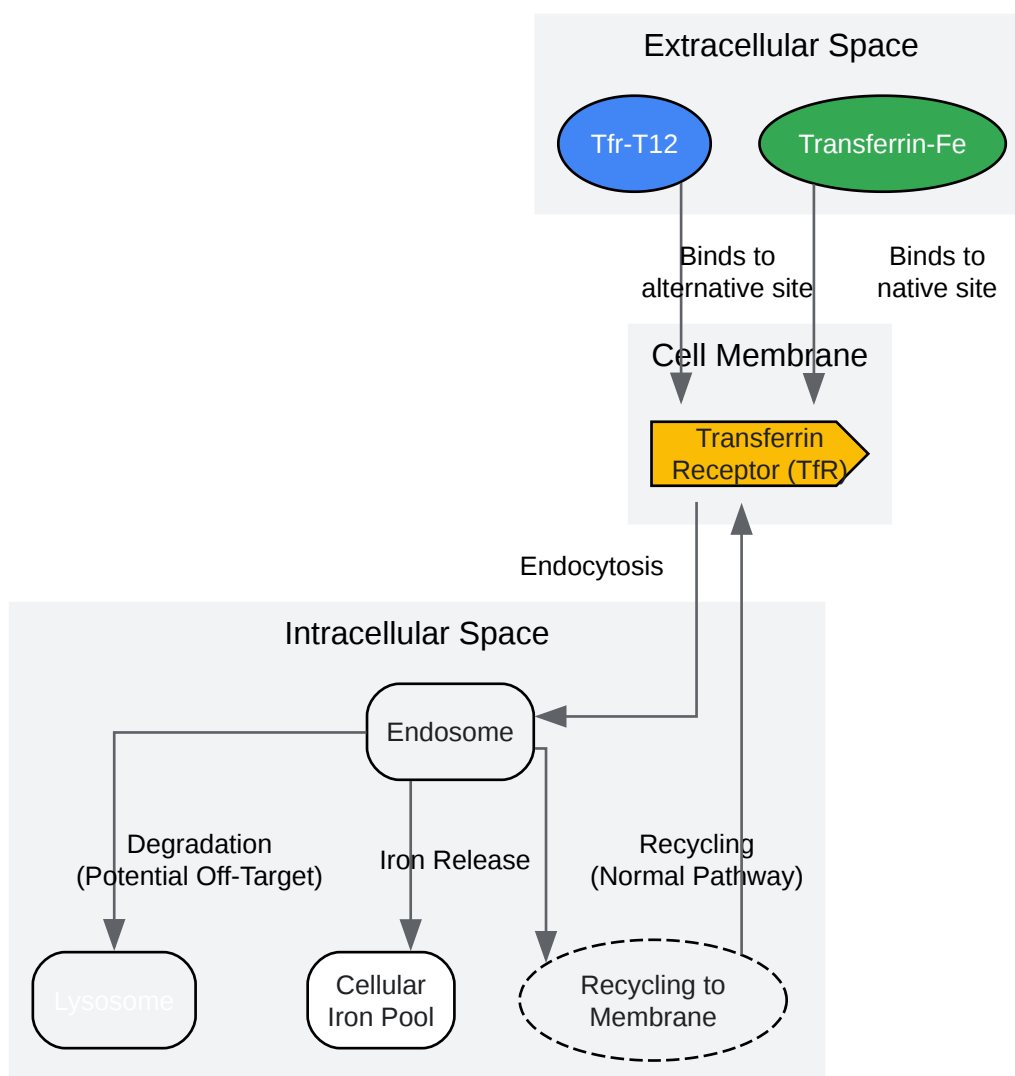 Extracellular Space
Tfr-T12
Transferrin-Fe
Binds to
alternative site
Binds to
native site
Cell Membrane
Transferrin
Receptor (TfR)
Endocytosis
Intracellular Space
Endosome
Degradation
(Potential Off-Target)
Iron Release
Recycling
(Normal Pathway)
Lysosome
Cellular
Iron Pool
Recycling to
Membrane